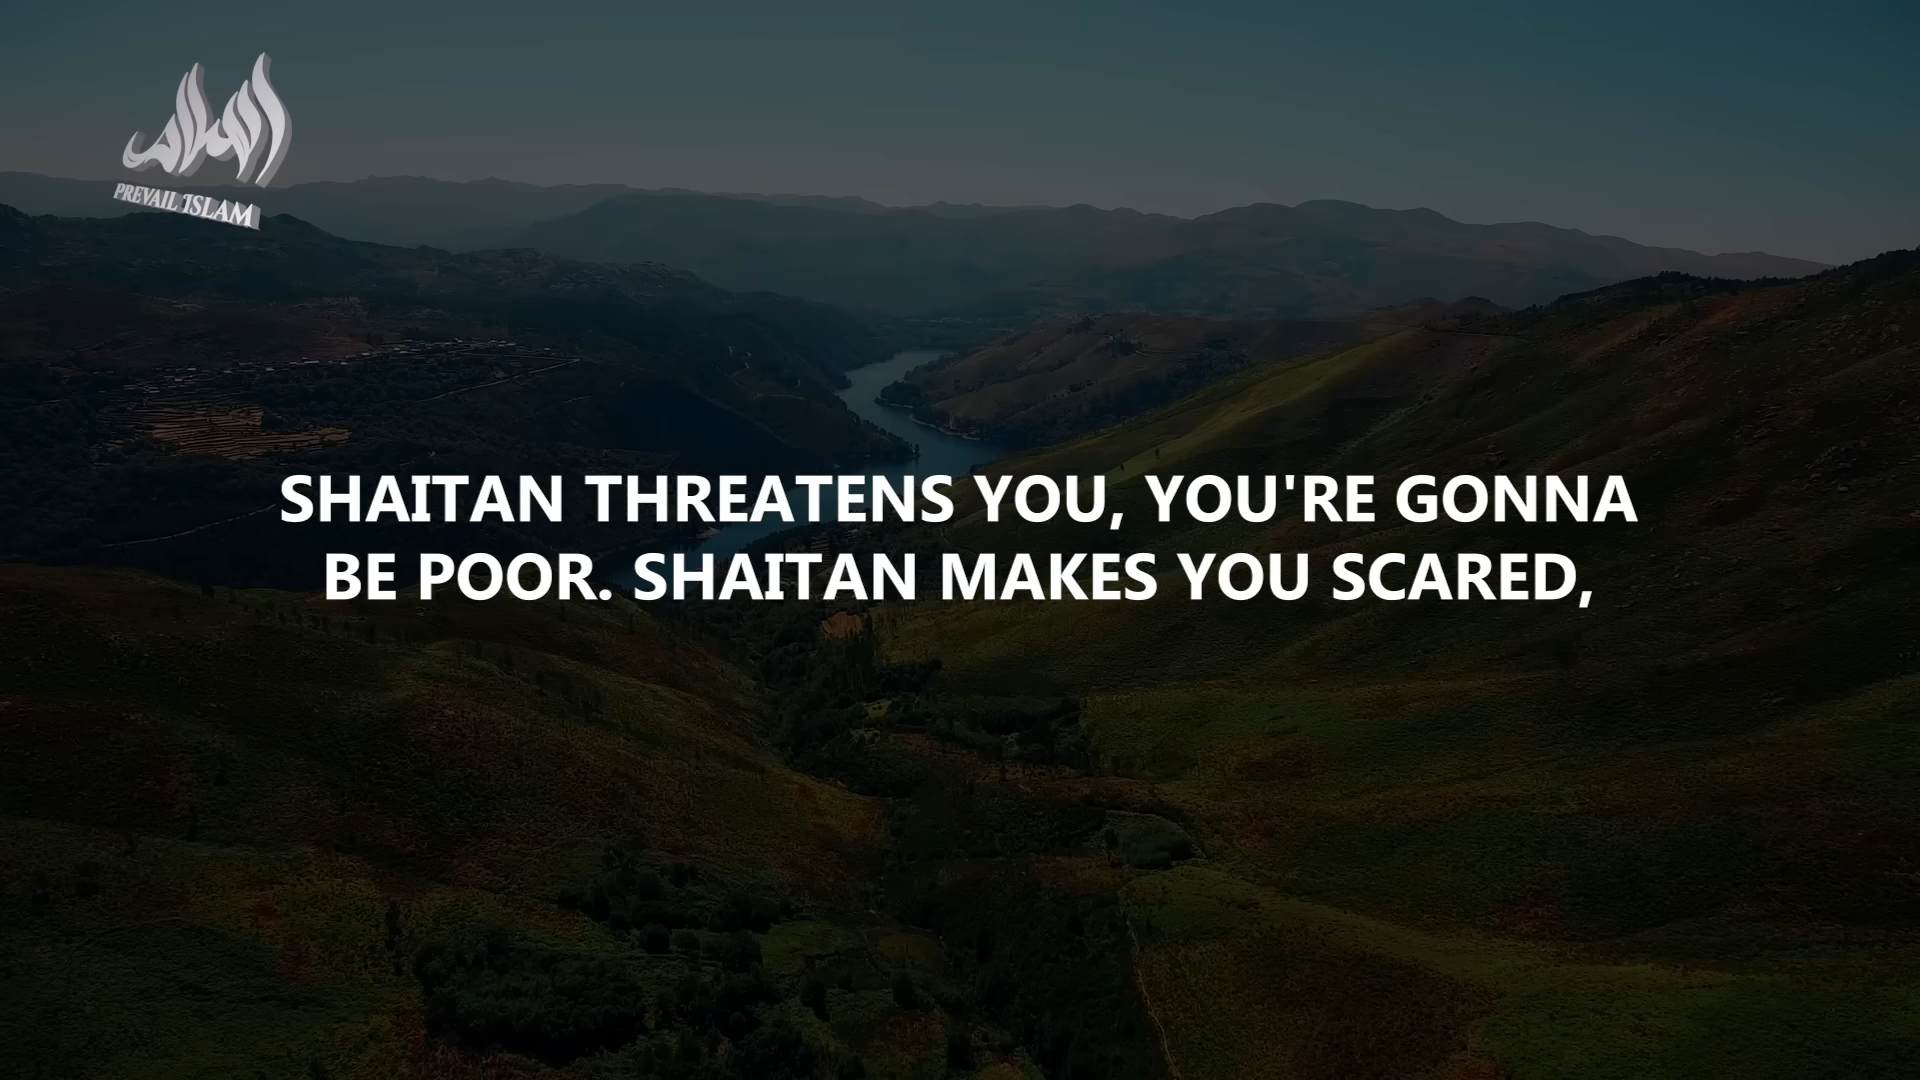 PREVAIL ISLAM
SHAITAN THREATENS YOU, YOU'RE GONNA
BE POOR. SHAITAN MAKES YOU SCARED,